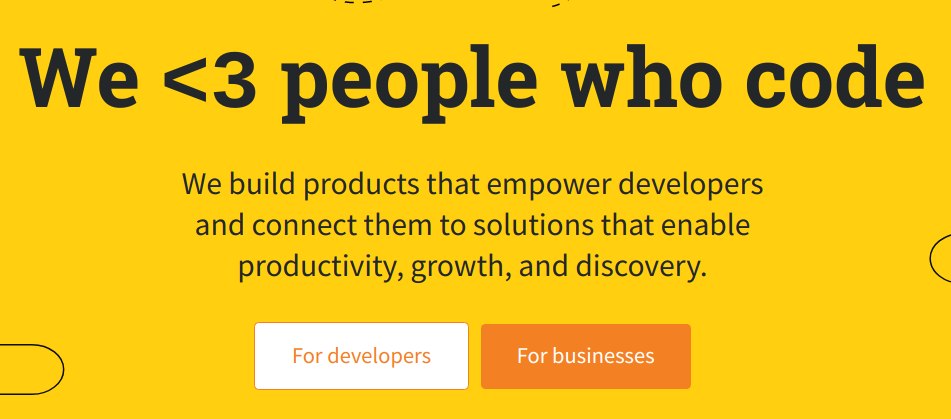 We <3 people who code
We build products that empower developers
and connect them to solutions that enable
productivity, growth, and discovery.
For developers
For businesses